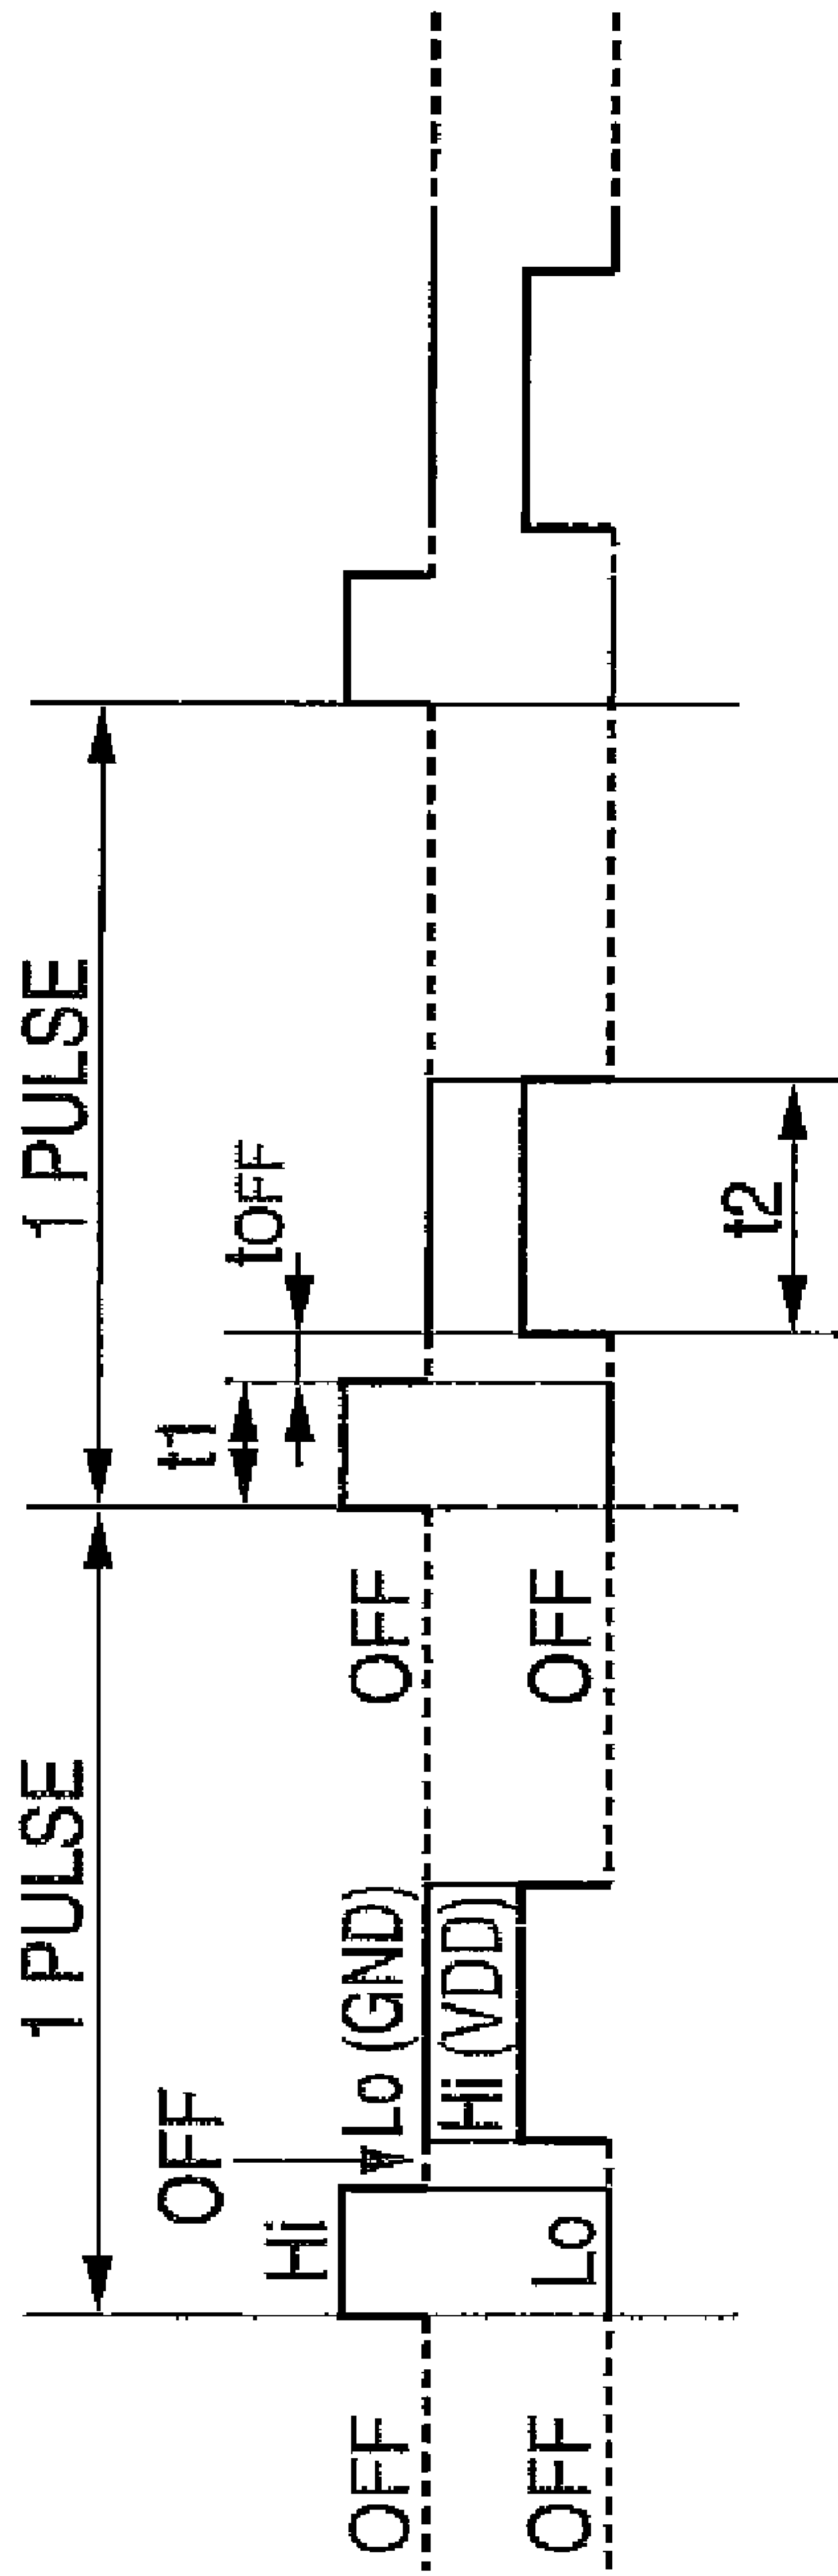 1 PULSE
1 PULSE
OFF
t1
tOFF
Hi
OFF
Lo (GND)
OFF
Hi (VDD)
OFF
Lo
OFF
t2